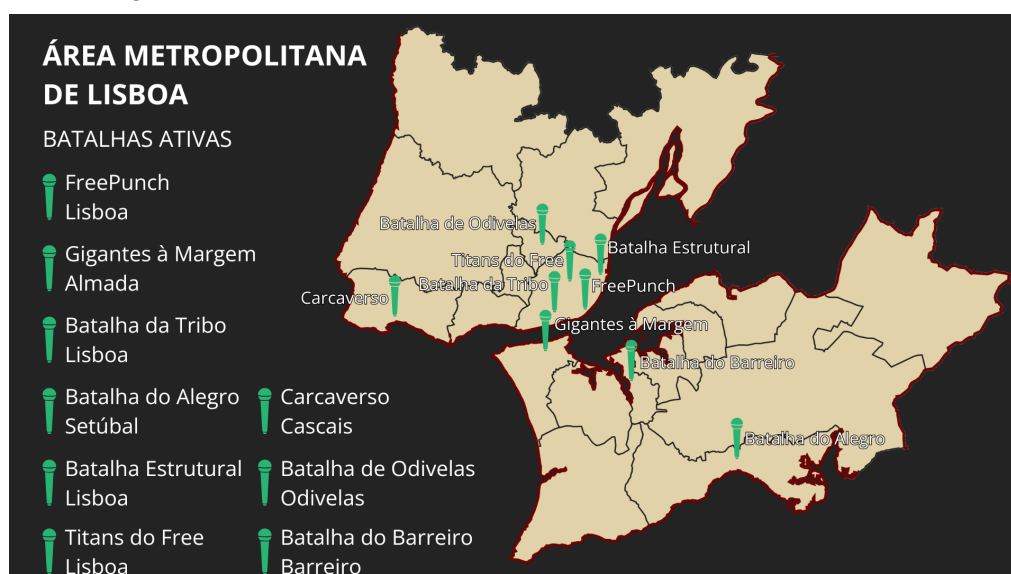 ÁREA METROPOLITANA
DE LISBOA
BATALHAS ATIVAS
FreePunch
Lisboa
Gigantes à Margem
Almada
Batalha da Tribo
Lisboa
Batalha do Alegro
Setúbal
Batalha Estrutural
Lisboa
Titans do Free
Lisboa
Carcaverso
Cascais
Batalha de Odivelas
Odivelas
Batalha do Barreiro
Barreiro
Batalha de Odivelas
Batalha Estrutural
Titans do Free
Batalha da Tribo
FreePunch
Carcaverso
Gigantes à Margem
Batalha do Barreiro
Batalha do Alegro